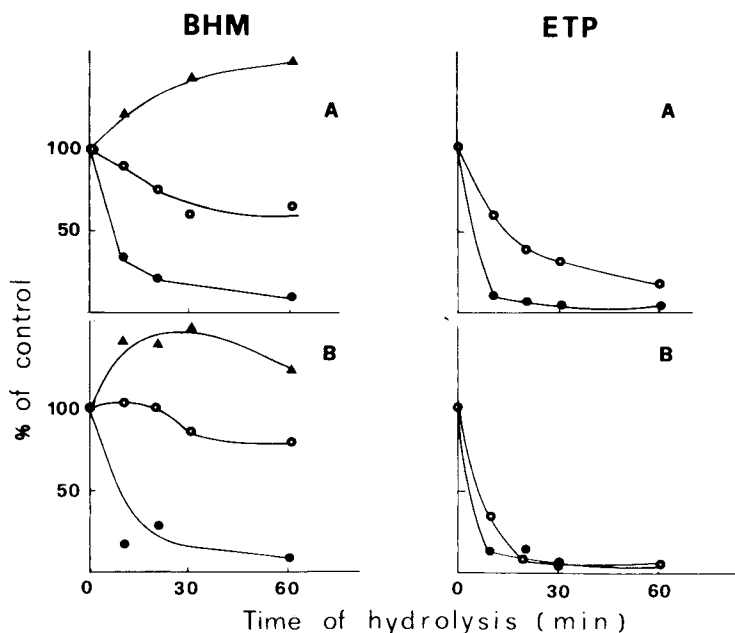 BHM
ETP
A
A
100
50
% of control
B
B
100
50
0
30
60
0
30
60
Time of hydrolysis (min)